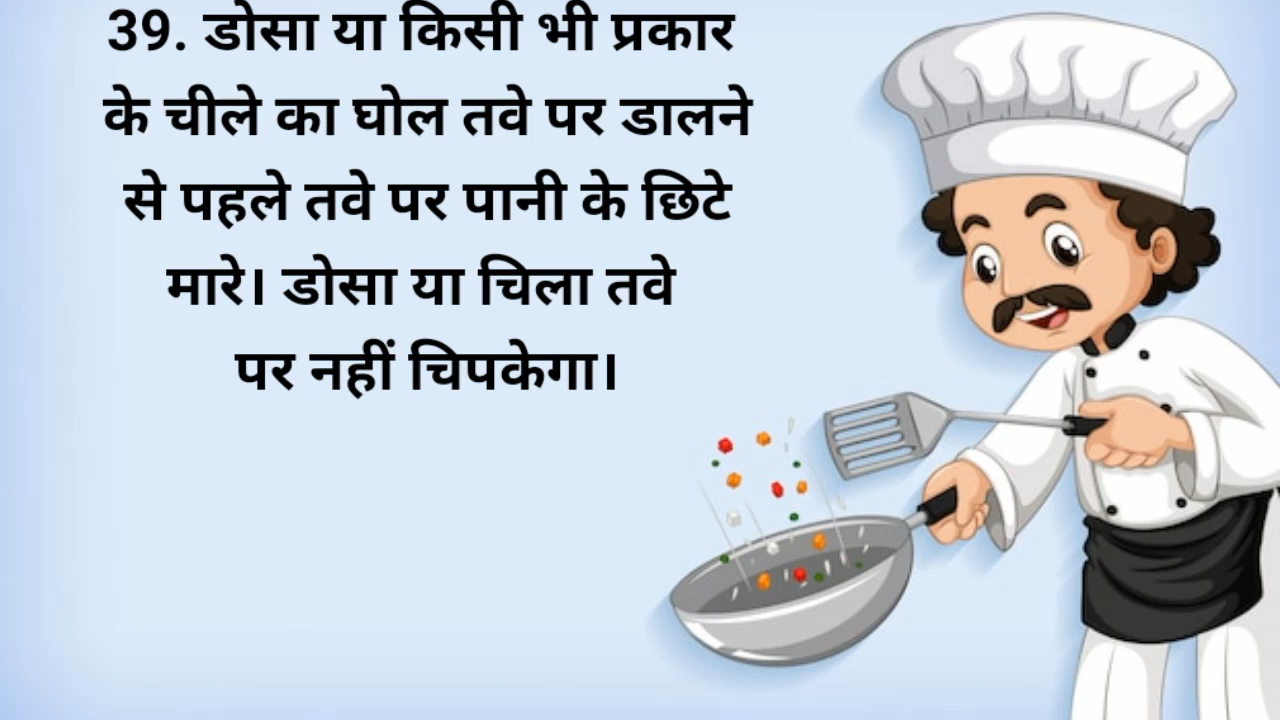 39. डोसा या किसी भी प्रकार
के चीले का घोल तवे पर डालने
से पहले तवे पर पानी के छिटे
मारे। डोसा या चिला तवे
पर नहीं चिपकेगा।